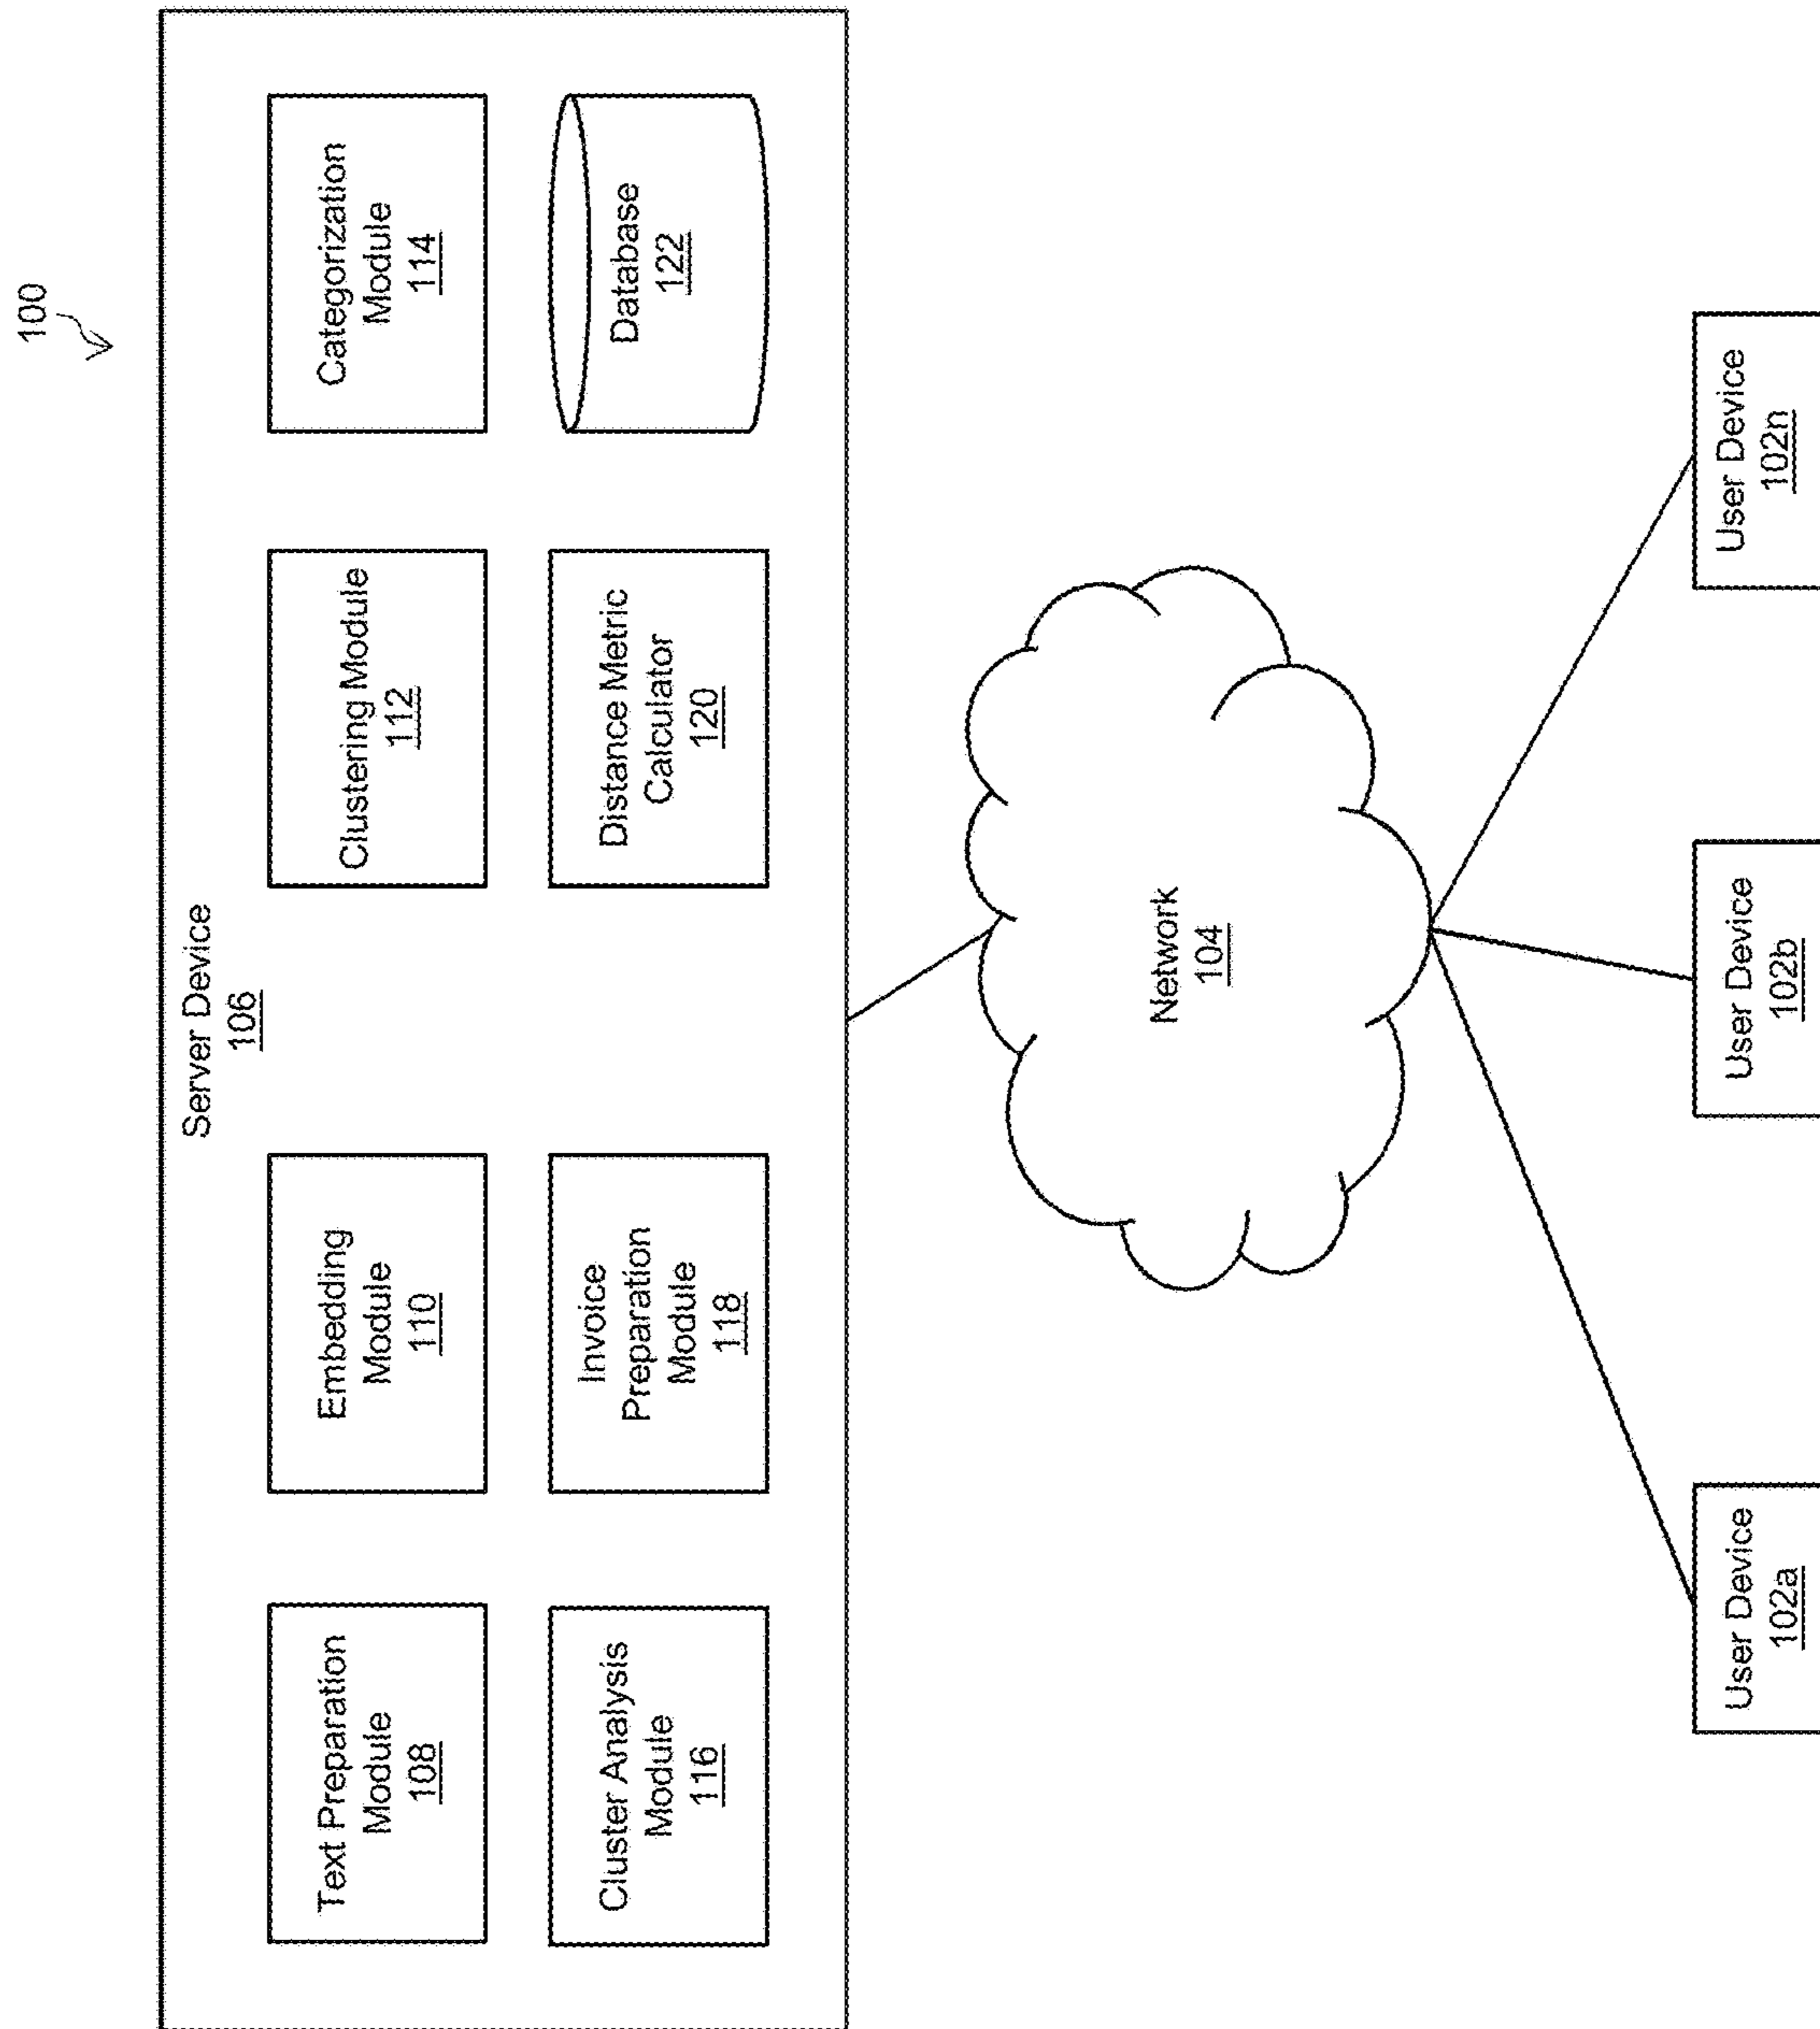 100
Server Device
106
Text Preparation
Module
108
Embedding
Module
110
Clustering Module
112
Categorization
Module
114
Cluster Analysis
Module
116
Invoice
Preparation
Module
118
Distance Metric
Calculator
120
Database
122
Network
104
User Device
102a
User Device
102b
User Device
102n